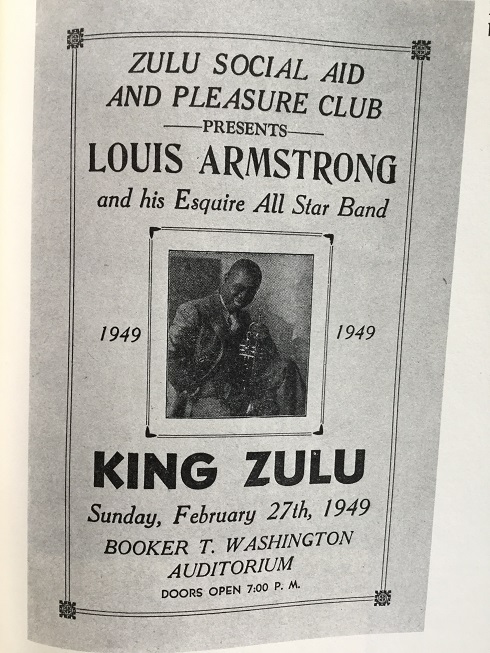 ZULU SOCIAL AID
AND PLEASURE CLUB
PRESENTS
LOUIS ARMSTRONG
and his Esquire All Star Band
1949
1949
KING ZULU
Sunday, February 27th, 1949
BOOKER T. WASHINGTON
AUDITORIUM
DOORS OPEN 7:00 P. M.